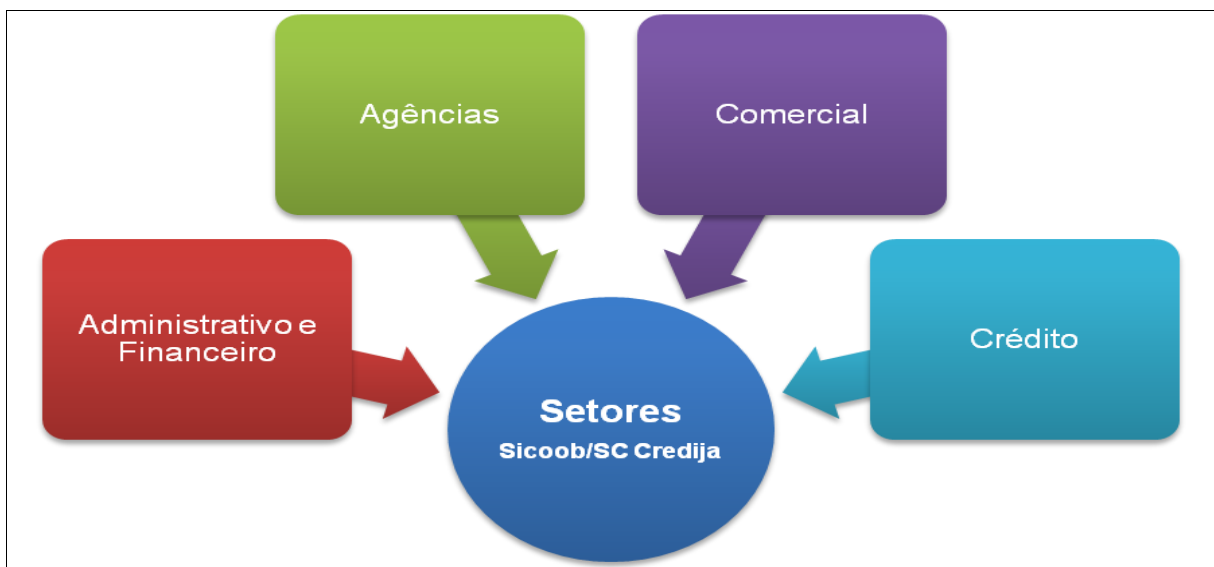 Agências
Comercial
Administrativo e
Financeiro
Crédito
Setores
Sicoob/SC Credija